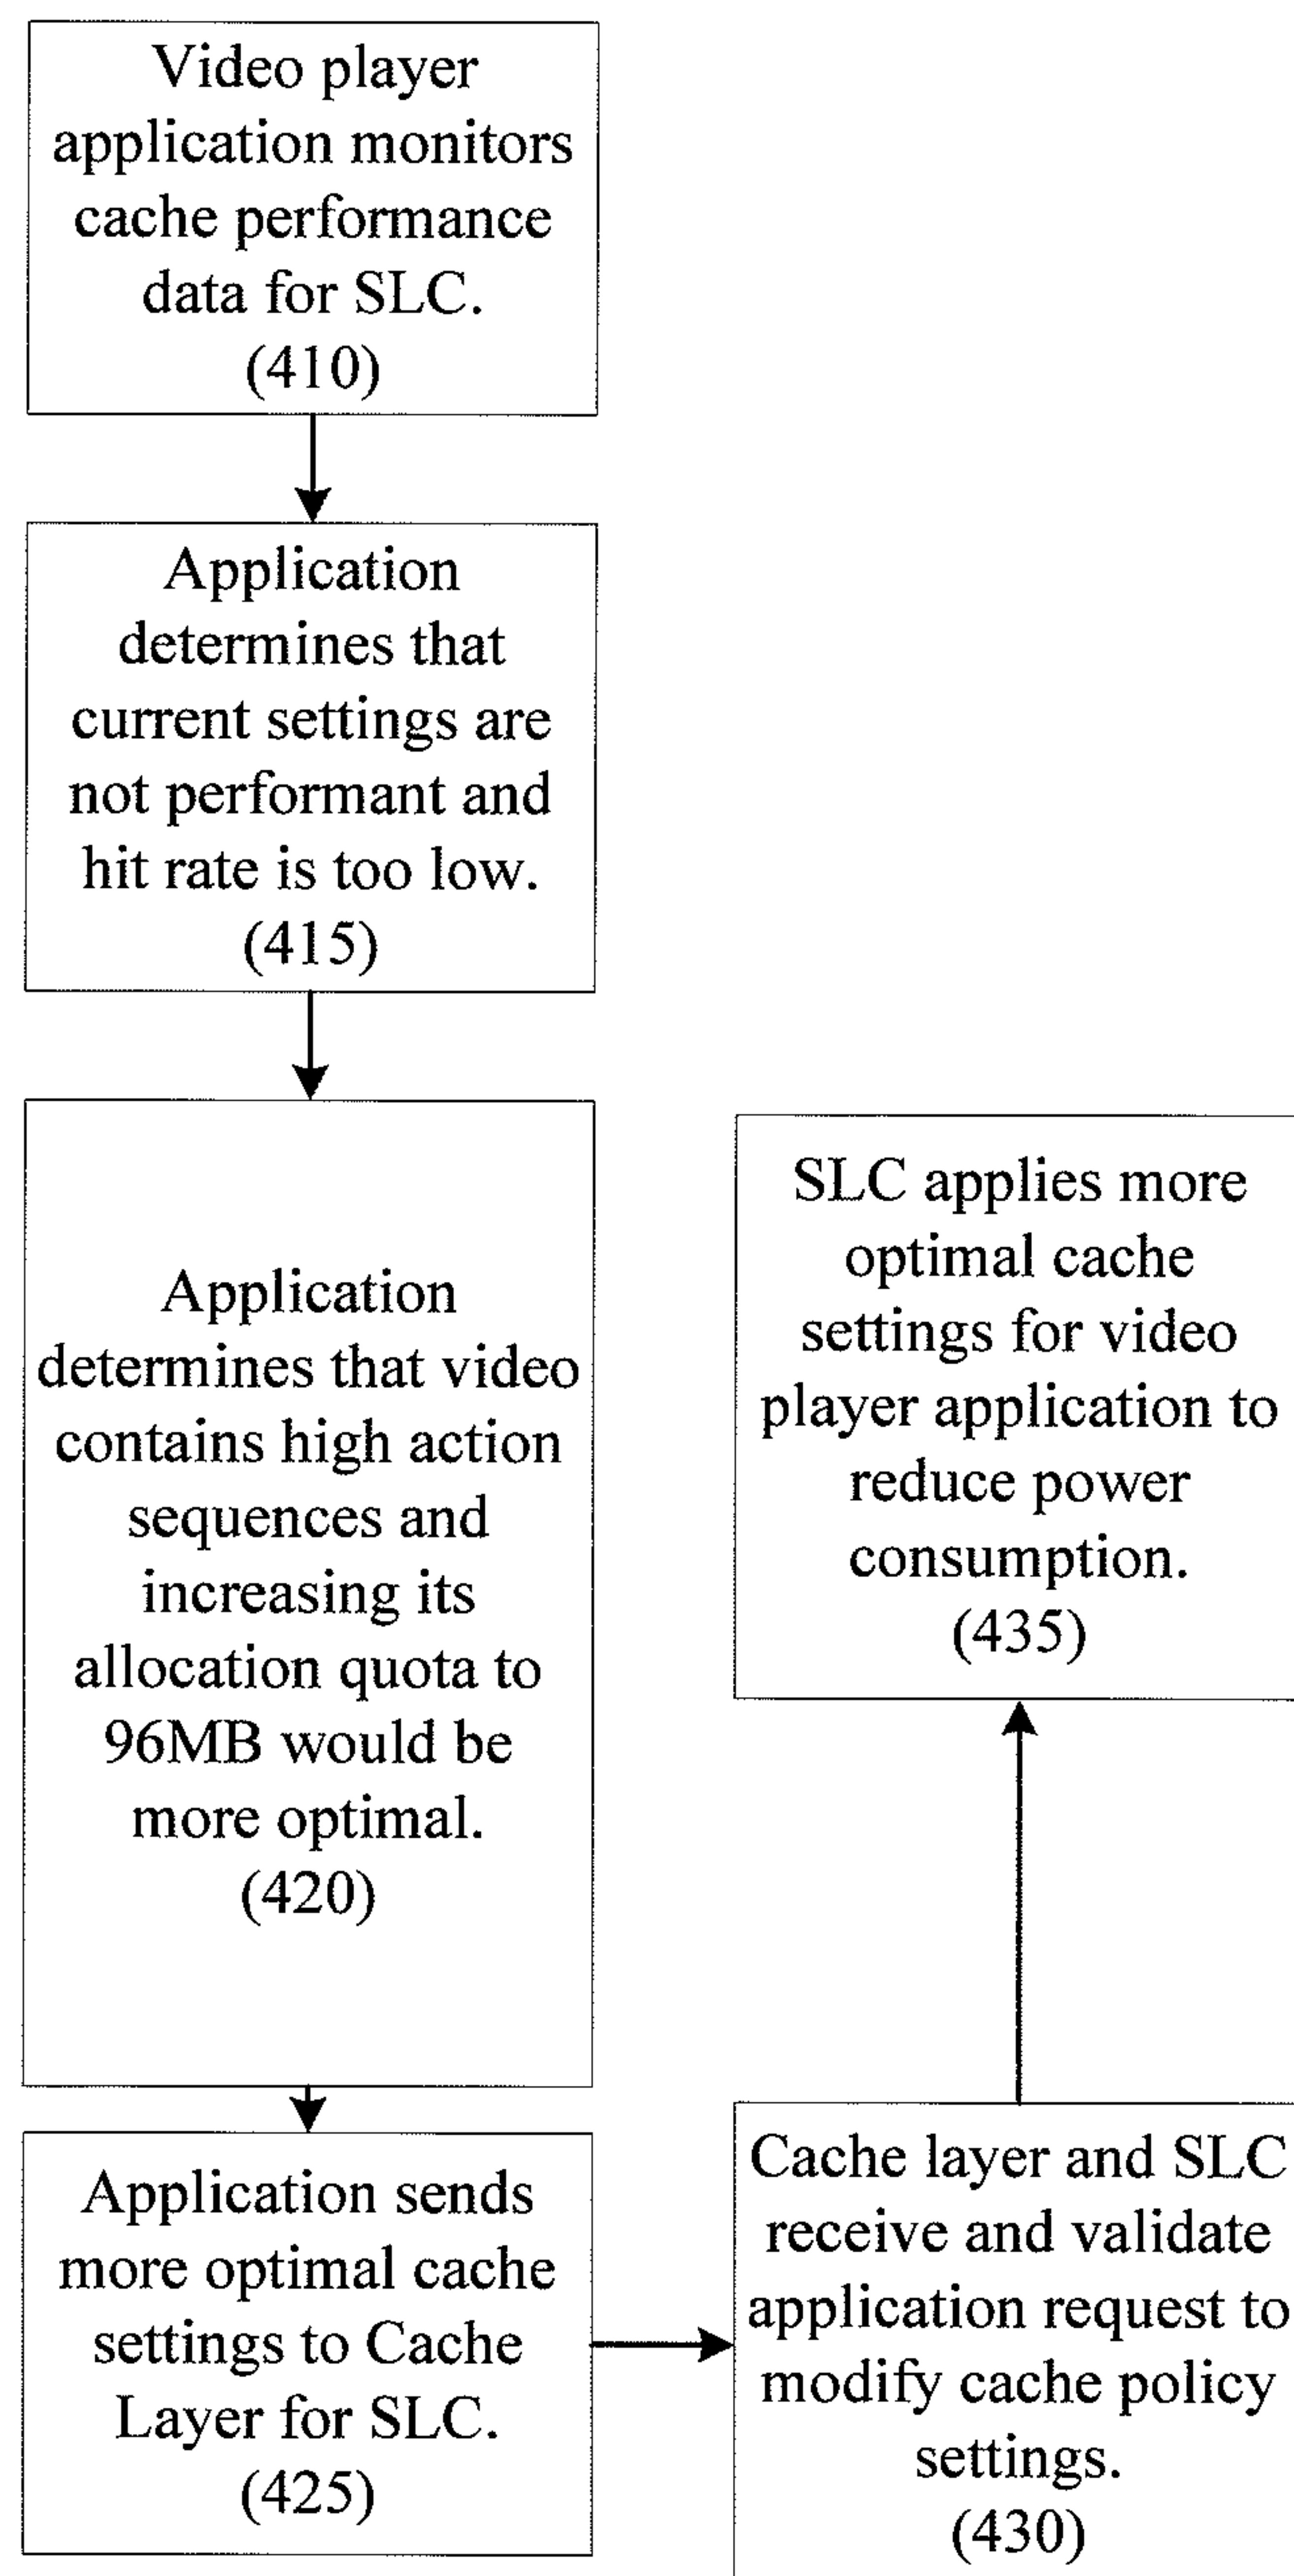 Video player
application monitors
cache performance
data for SLC.
(410)
Application
determines that
current settings are
not performant and
hit rate is too low.
(415)
Application
determines that video
contains high action
sequences and
increasing its
allocation quota to
96MB would be
more optimal.
(420)
Application sends
more optimal cache
settings to Cache
Layer for SLC.
(425)
Cache layer and SLC
receive and validate
application request to
modify cache policy
settings.
(430)
SLC applies more
optimal cache
settings for video
player application to
reduce power
consumption.
(435)